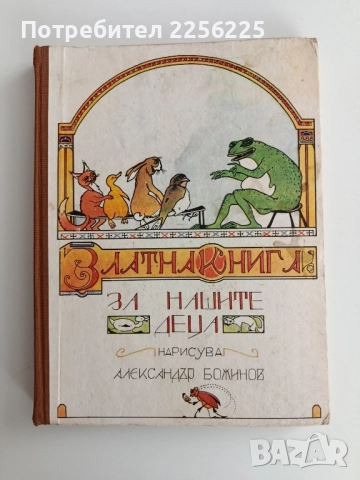 Потребител 2256225
ЗЛАТНА КНИГА
ЗА НАШИТЕ
ДЕЦА
НАРИСУВА
АЛЕКСАНДЪР БОЖИНОВ
BAZAR